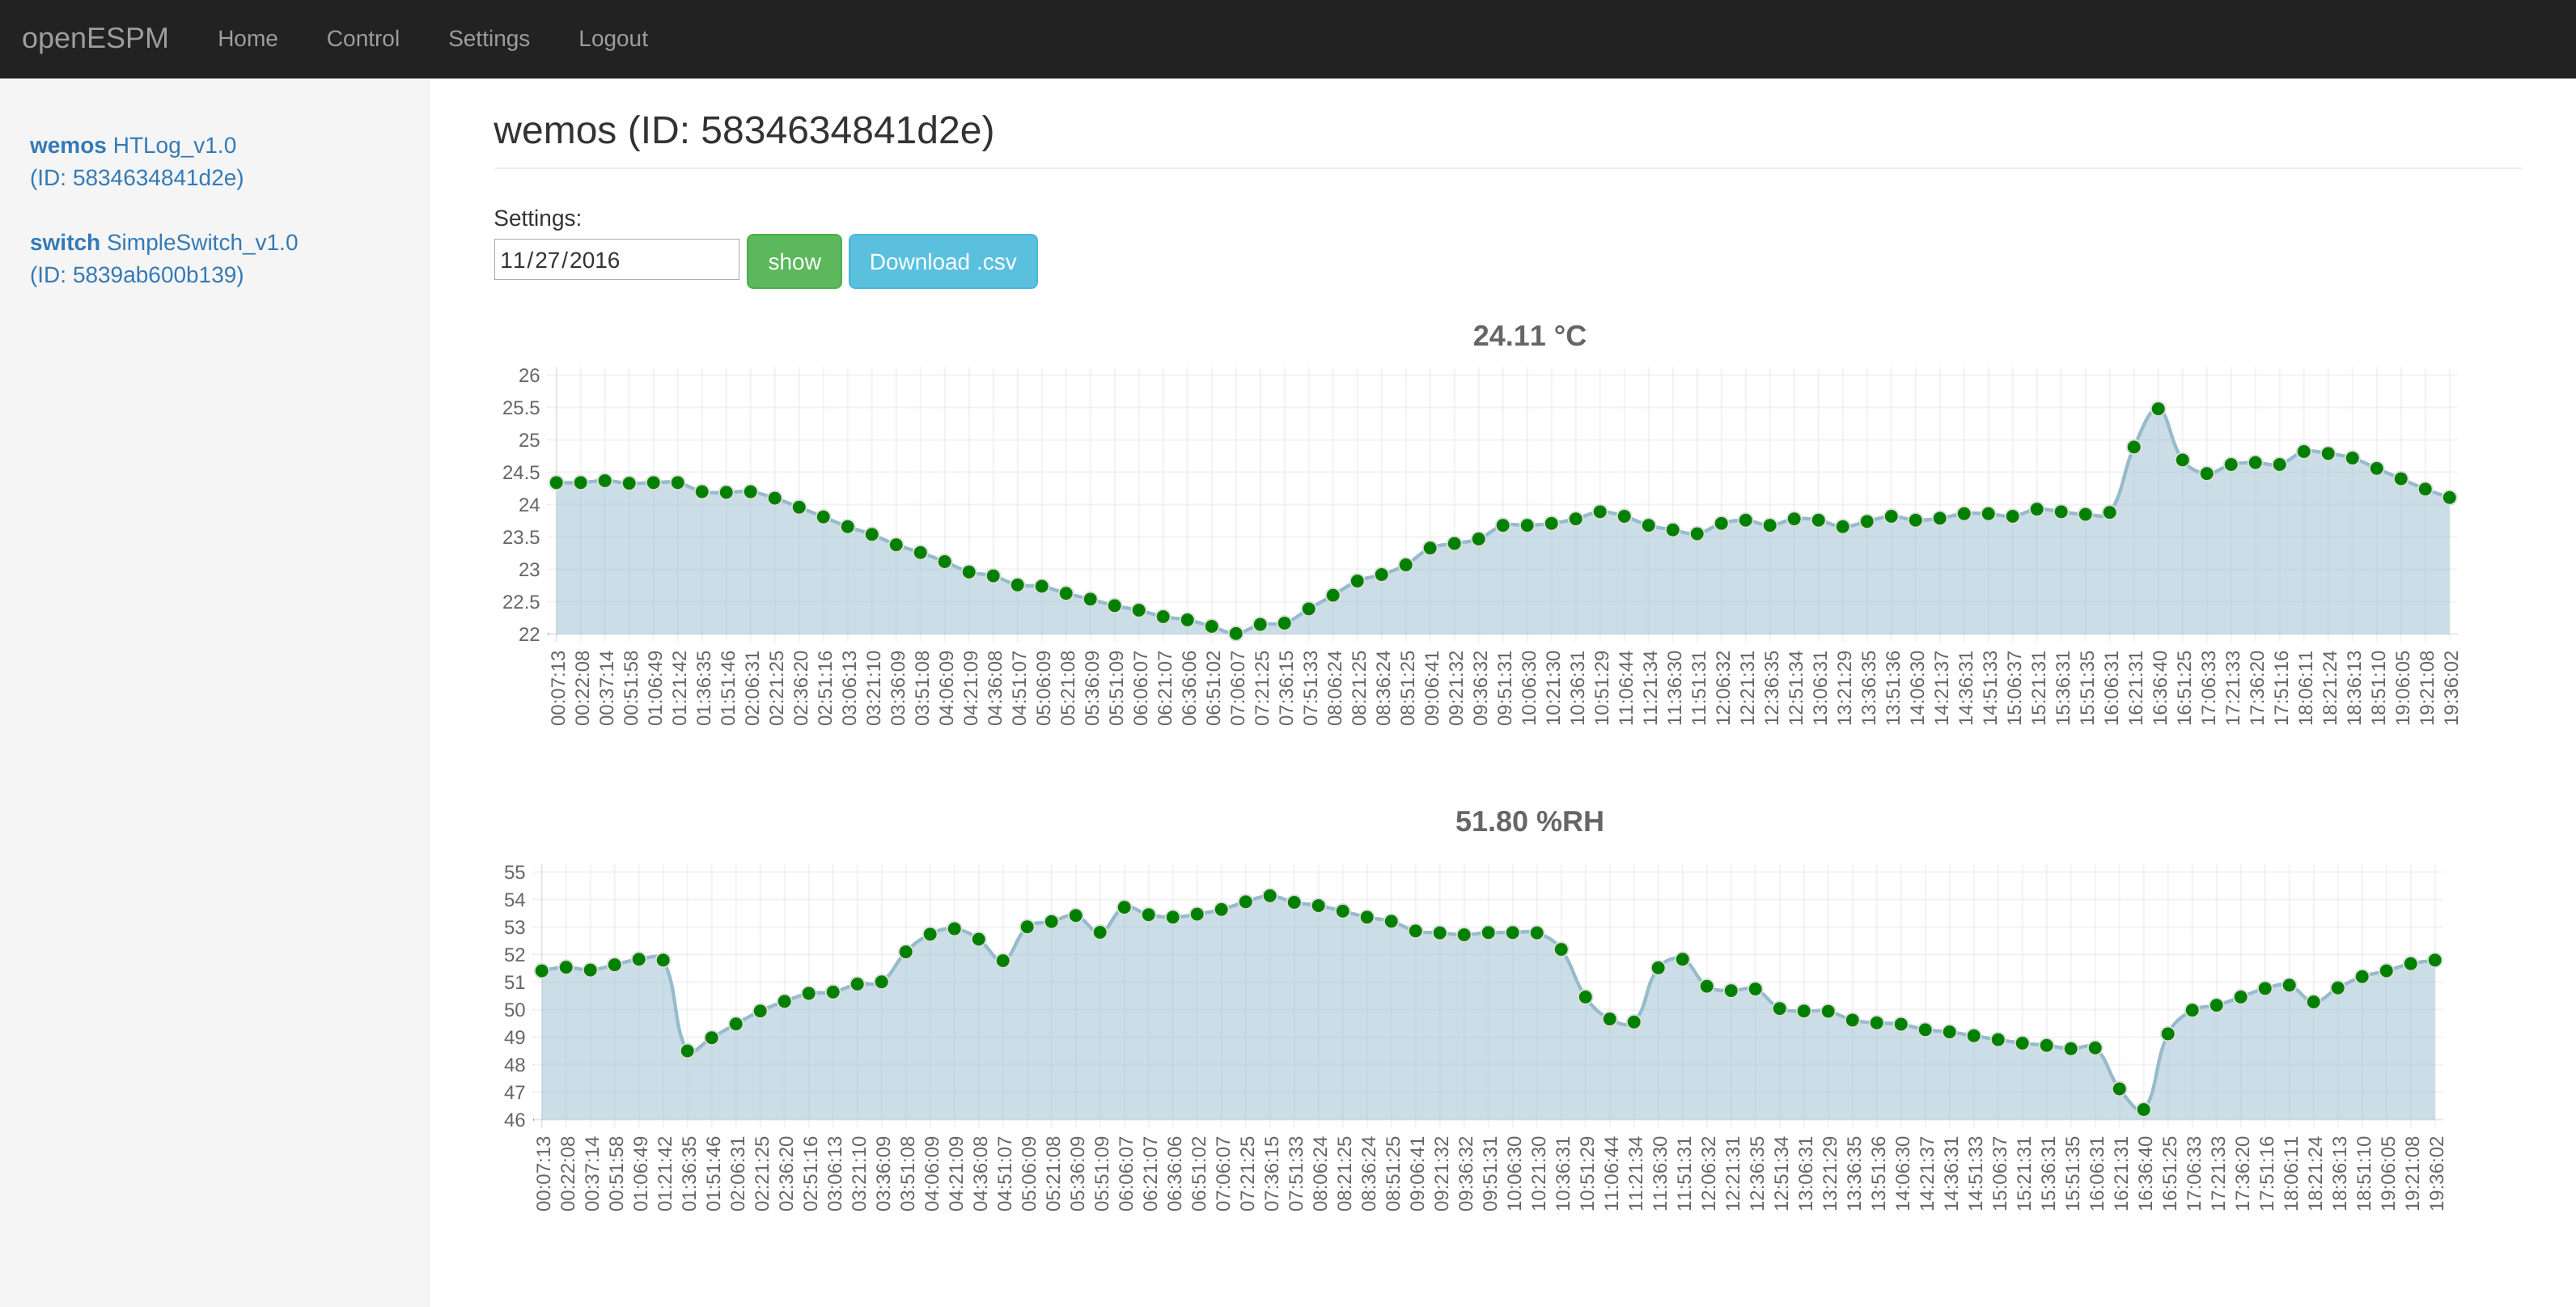 openESPM Home Control Settings Logout
wemos HTLog_v1.0
(ID: 5834634841d2e)
switch SimpleSwitch_v1.0
(ID: 5839ab600b139)
wemos (ID: 5834634841d2e)
Settings:
11/27/2016 show Download .csv
24.11 °C
26
25.5
25
24.5
24
23.5
23
22.5
22
00:07:13 00:22:08 00:37:14 00:51:58 01:06:49 01:21:42 01:36:35 01:51:46 02:06:31 02:21:25 02:36:20 02:51:16 03:06:13 03:21:10 03:36:09 03:51:08 04:06:09 04:21:09 04:36:08 04:51:07 05:06:09 05:21:08 05:36:09 05:51:09 06:06:07 06:21:07 06:36:06 06:51:02 07:06:07 07:21:25 07:36:15 07:51:33 08:06:24 08:21:25 08:36:24 08:51:25 09:06:41 09:21:32 09:36:32 09:51:31 10:06:30 10:21:30 10:36:31 10:51:29 11:06:44 11:21:34 11:36:30 11:51:31 12:06:32 12:21:31 12:36:35 12:51:34 13:06:31 13:21:29 13:36:35 13:51:36 14:06:30 14:21:37 14:36:31 14:51:33 15:06:37 15:21:31 15:36:31 15:51:35 16:06:31 16:21:31 16:36:40 16:51:25 17:06:33 17:21:33 17:36:20 17:51:16 18:06:11 18:21:24 18:36:13 18:51:10 19:06:05 19:21:08 19:36:02
51.80 %RH
55
54
53
52
51
50
49
48
47
46
00:07:13 00:22:08 00:37:14 00:51:58 01:06:49 01:21:42 01:36:35 01:51:46 02:06:31 02:21:25 02:36:20 02:51:16 03:06:13 03:21:10 03:36:09 03:51:08 04:06:09 04:21:09 04:36:08 04:51:07 05:06:09 05:21:08 05:36:09 05:51:09 06:06:07 06:21:07 06:36:06 06:51:02 07:06:07 07:21:25 07:36:15 07:51:33 08:06:24 08:21:25 08:36:24 08:51:25 09:06:41 09:21:32 09:36:32 09:51:31 10:06:30 10:21:30 10:36:31 10:51:29 11:06:44 11:21:34 11:36:30 11:51:31 12:06:32 12:21:31 12:36:35 12:51:34 13:06:31 13:21:29 13:36:35 13:51:36 14:06:30 14:21:37 14:36:31 14:51:33 15:06:37 15:21:31 15:36:31 15:51:35 16:06:31 16:21:31 16:36:40 16:51:25 17:06:33 17:21:33 17:36:20 17:51:16 18:06:11 18:21:24 18:36:13 18:51:10 19:06:05 19:21:08 19:36:02